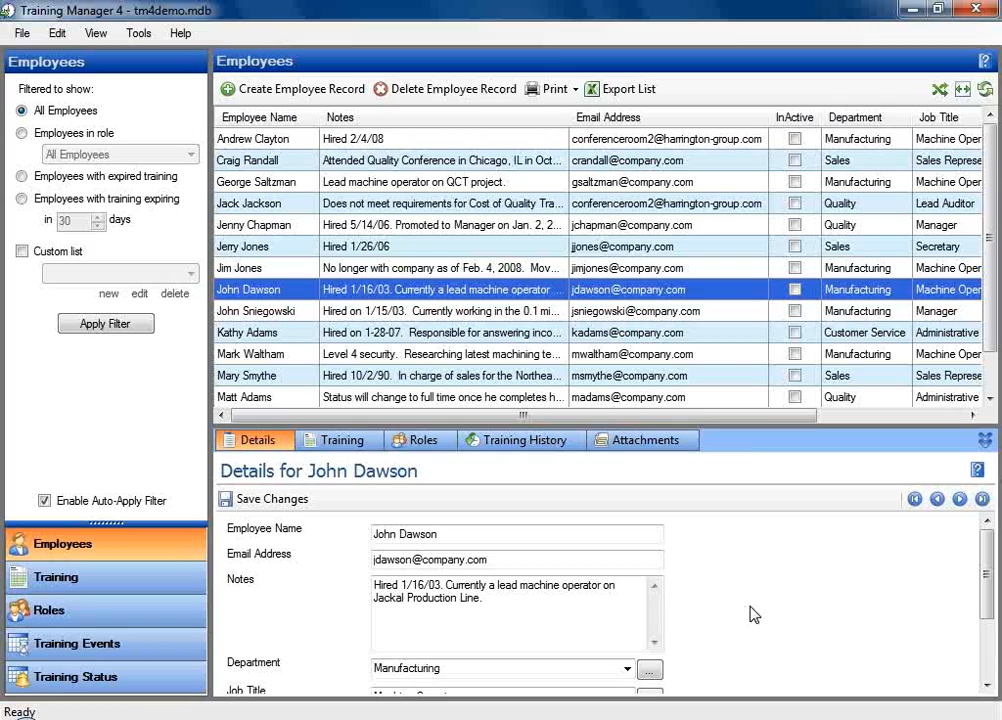 Training Manager 4 - tm4demo.mdb
File Edit View Tools Help
Employees
Filtered to show:
All Employees
Employees in role
All Employees
Employees with expired training
Employees with training expiring
in 30 days
Custom list
new edit delete
Apply Filter
Enable Auto-Apply Filter
Employees
Training
Roles
Training Events
Training Status
Employees
Create Employee Record Delete Employee Record Print Export List
Employee Name Notes Email Address InActive Department Job Title
Andrew Clayton Hired 2/4/08 conferenceroom2@harrington-group.com Manufacturing Machine Oper
Craig Randall Attended Quality Conference in Chicago, IL in Oct... crandall@company.com Sales Sales Represe
George Saltzman Lead machine operator on QCT project. gsaltzman@company.com Manufacturing Machine Oper
Jack Jackson Does not meet requirements for Cost of Quality Tra... conferenceroom2@harrington-group.com Quality Lead Auditor
Jenny Chapman Hired 5/14/06. Promoted to Manager on Jan. 2, 2... jchapman@company.com Quality Manager
Jerry Jones Hired 1/26/06 jjones@company.com Sales Secretary
Jim Jones No longer with company as of Feb. 4, 2008. Mov... jimjones@company.com Manufacturing Machine Oper
John Dawson Hired 1/16/03. Currently a lead machine operator ... jdawson@company.com Manufacturing Machine Oper
John Sniegowski Hired on 1/15/03. Currently working in the 0.1 mi... jsniegowski@company.com Manufacturing Manager
Kathy Adams Hired on 1-28-07. Responsible for answering inco... kadams@company.com Customer Service Administrative
Mark Waltham Level 4 security. Researching latest machining te... mwaltham@company.com Manufacturing Machine Oper
Mary Smythe Hired 10/2/90. In charge of sales for the Northea... msmythe@company.com Sales Sales Represe
Matt Adams Status will change to full time once he completes h... madams@company.com Quality Administrative
Details Training Roles Training History Attachments
Details for John Dawson
Save Changes
Employee Name John Dawson
Email Address jdawson@company.com
Notes Hired 1/16/03. Currently a lead machine operator on
Jackal Production Line.
Department Manufacturing ...
Job Title
Ready